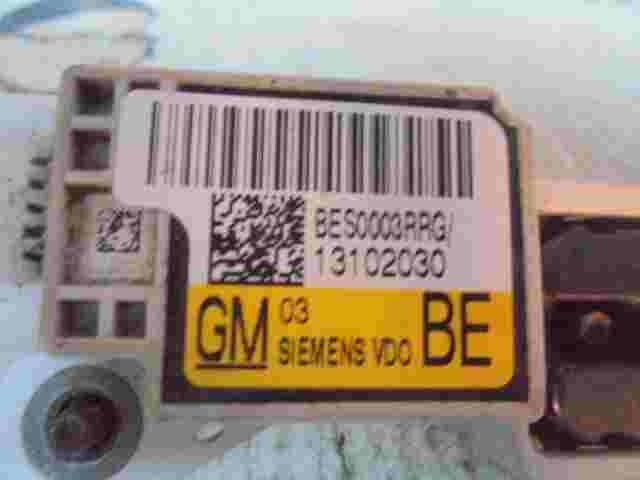 BES0003RRG/
13102030
GM 03 BE
SIEMENS VDO